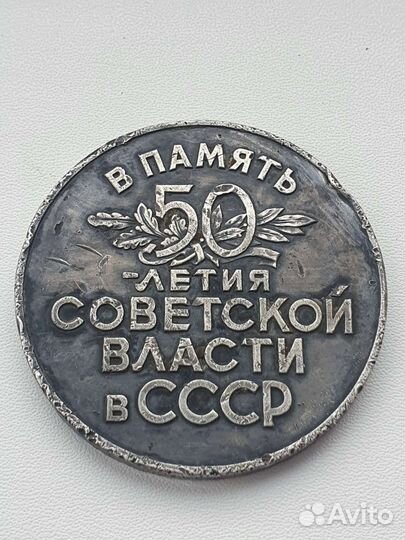 В ПАМЯТЬ
50
-ЛЕТИЯ
СОВЕТСКОЙ
ВЛАСТИ
в СССР
Avito